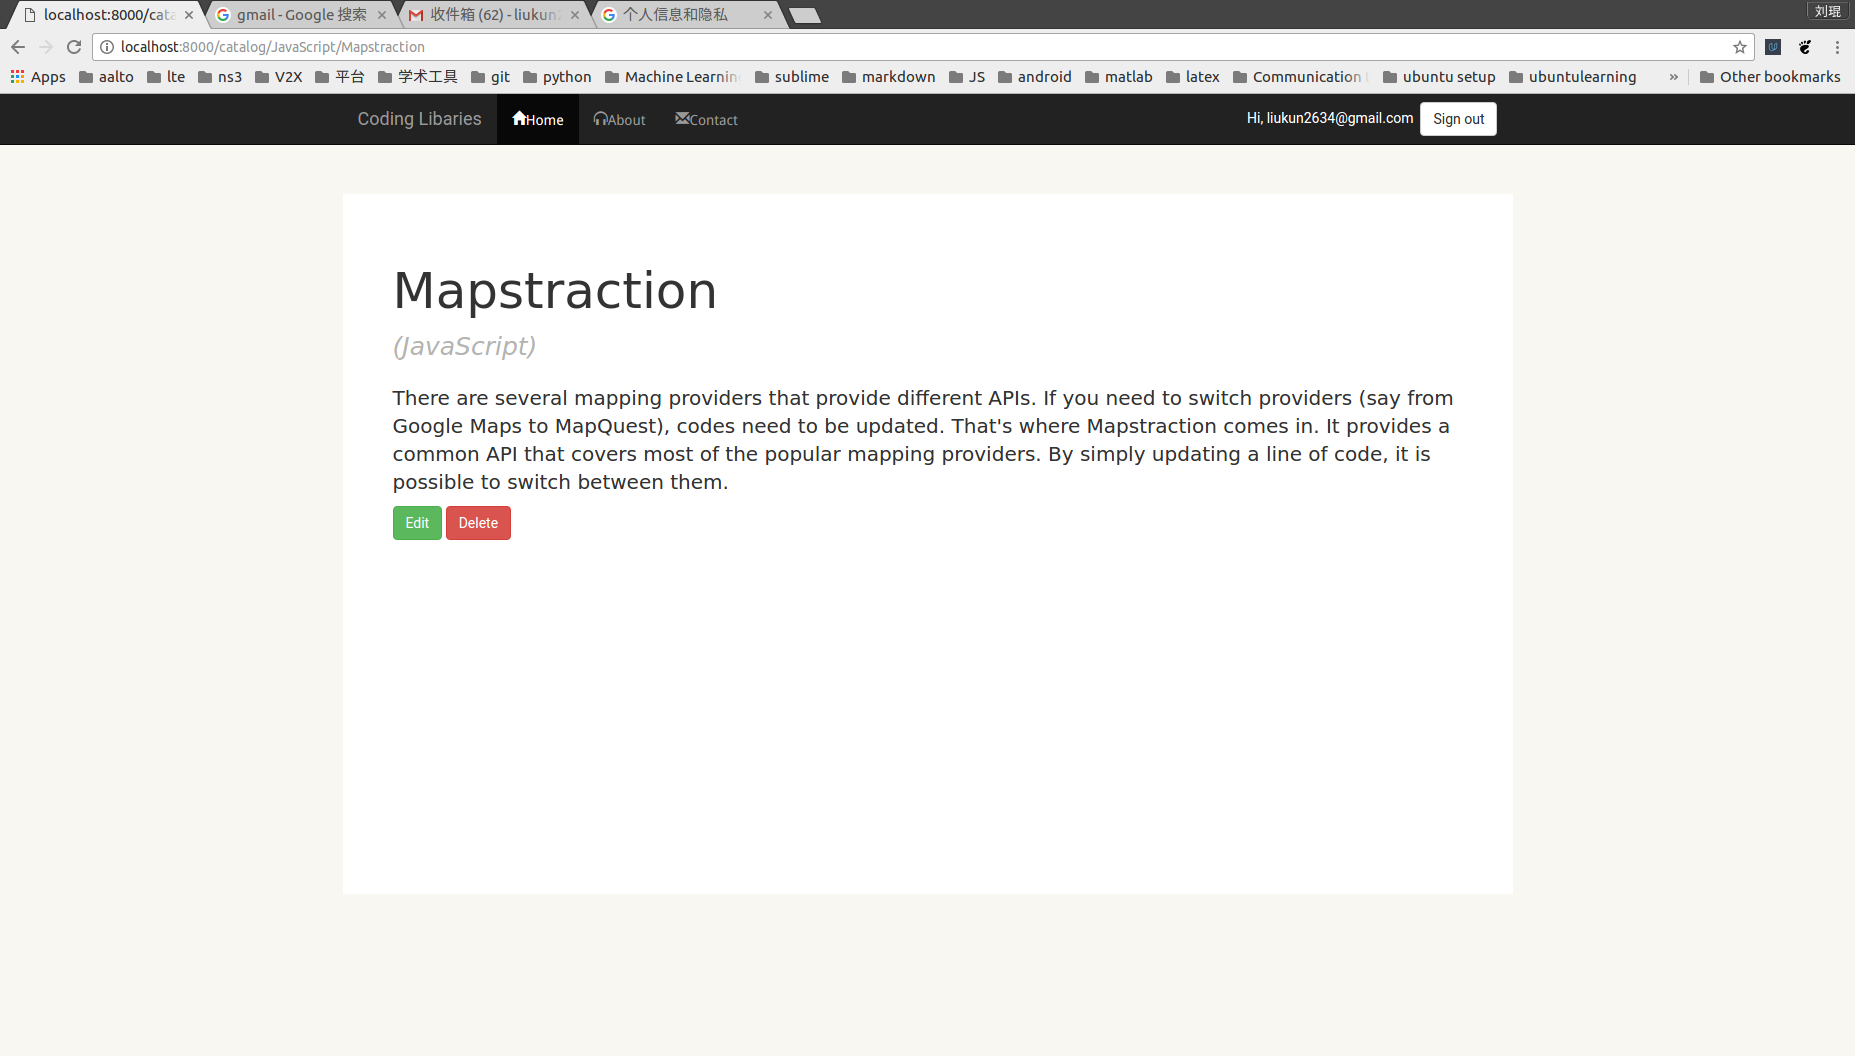 localhost:8000/cata
gmail - Google 搜索
收件箱 (62) - liukun2
个人信息和隐私
刘琨
localhost:8000/catalog/JavaScript/Mapstraction
Apps aalto lte ns3 V2X 平台 学术工具 git python Machine Learning sublime markdown JS android matlab latex Communication ubuntu setup ubuntulearning » Other bookmarks
Coding Libaries Home About Contact Hi, liukun2634@gmail.com Sign out
Mapstraction
(JavaScript)
There are several mapping providers that provide different APIs. If you need to switch providers (say from
Google Maps to MapQuest), codes need to be updated. That's where Mapstraction comes in. It provides a
common API that covers most of the popular mapping providers. By simply updating a line of code, it is
possible to switch between them.
Edit Delete